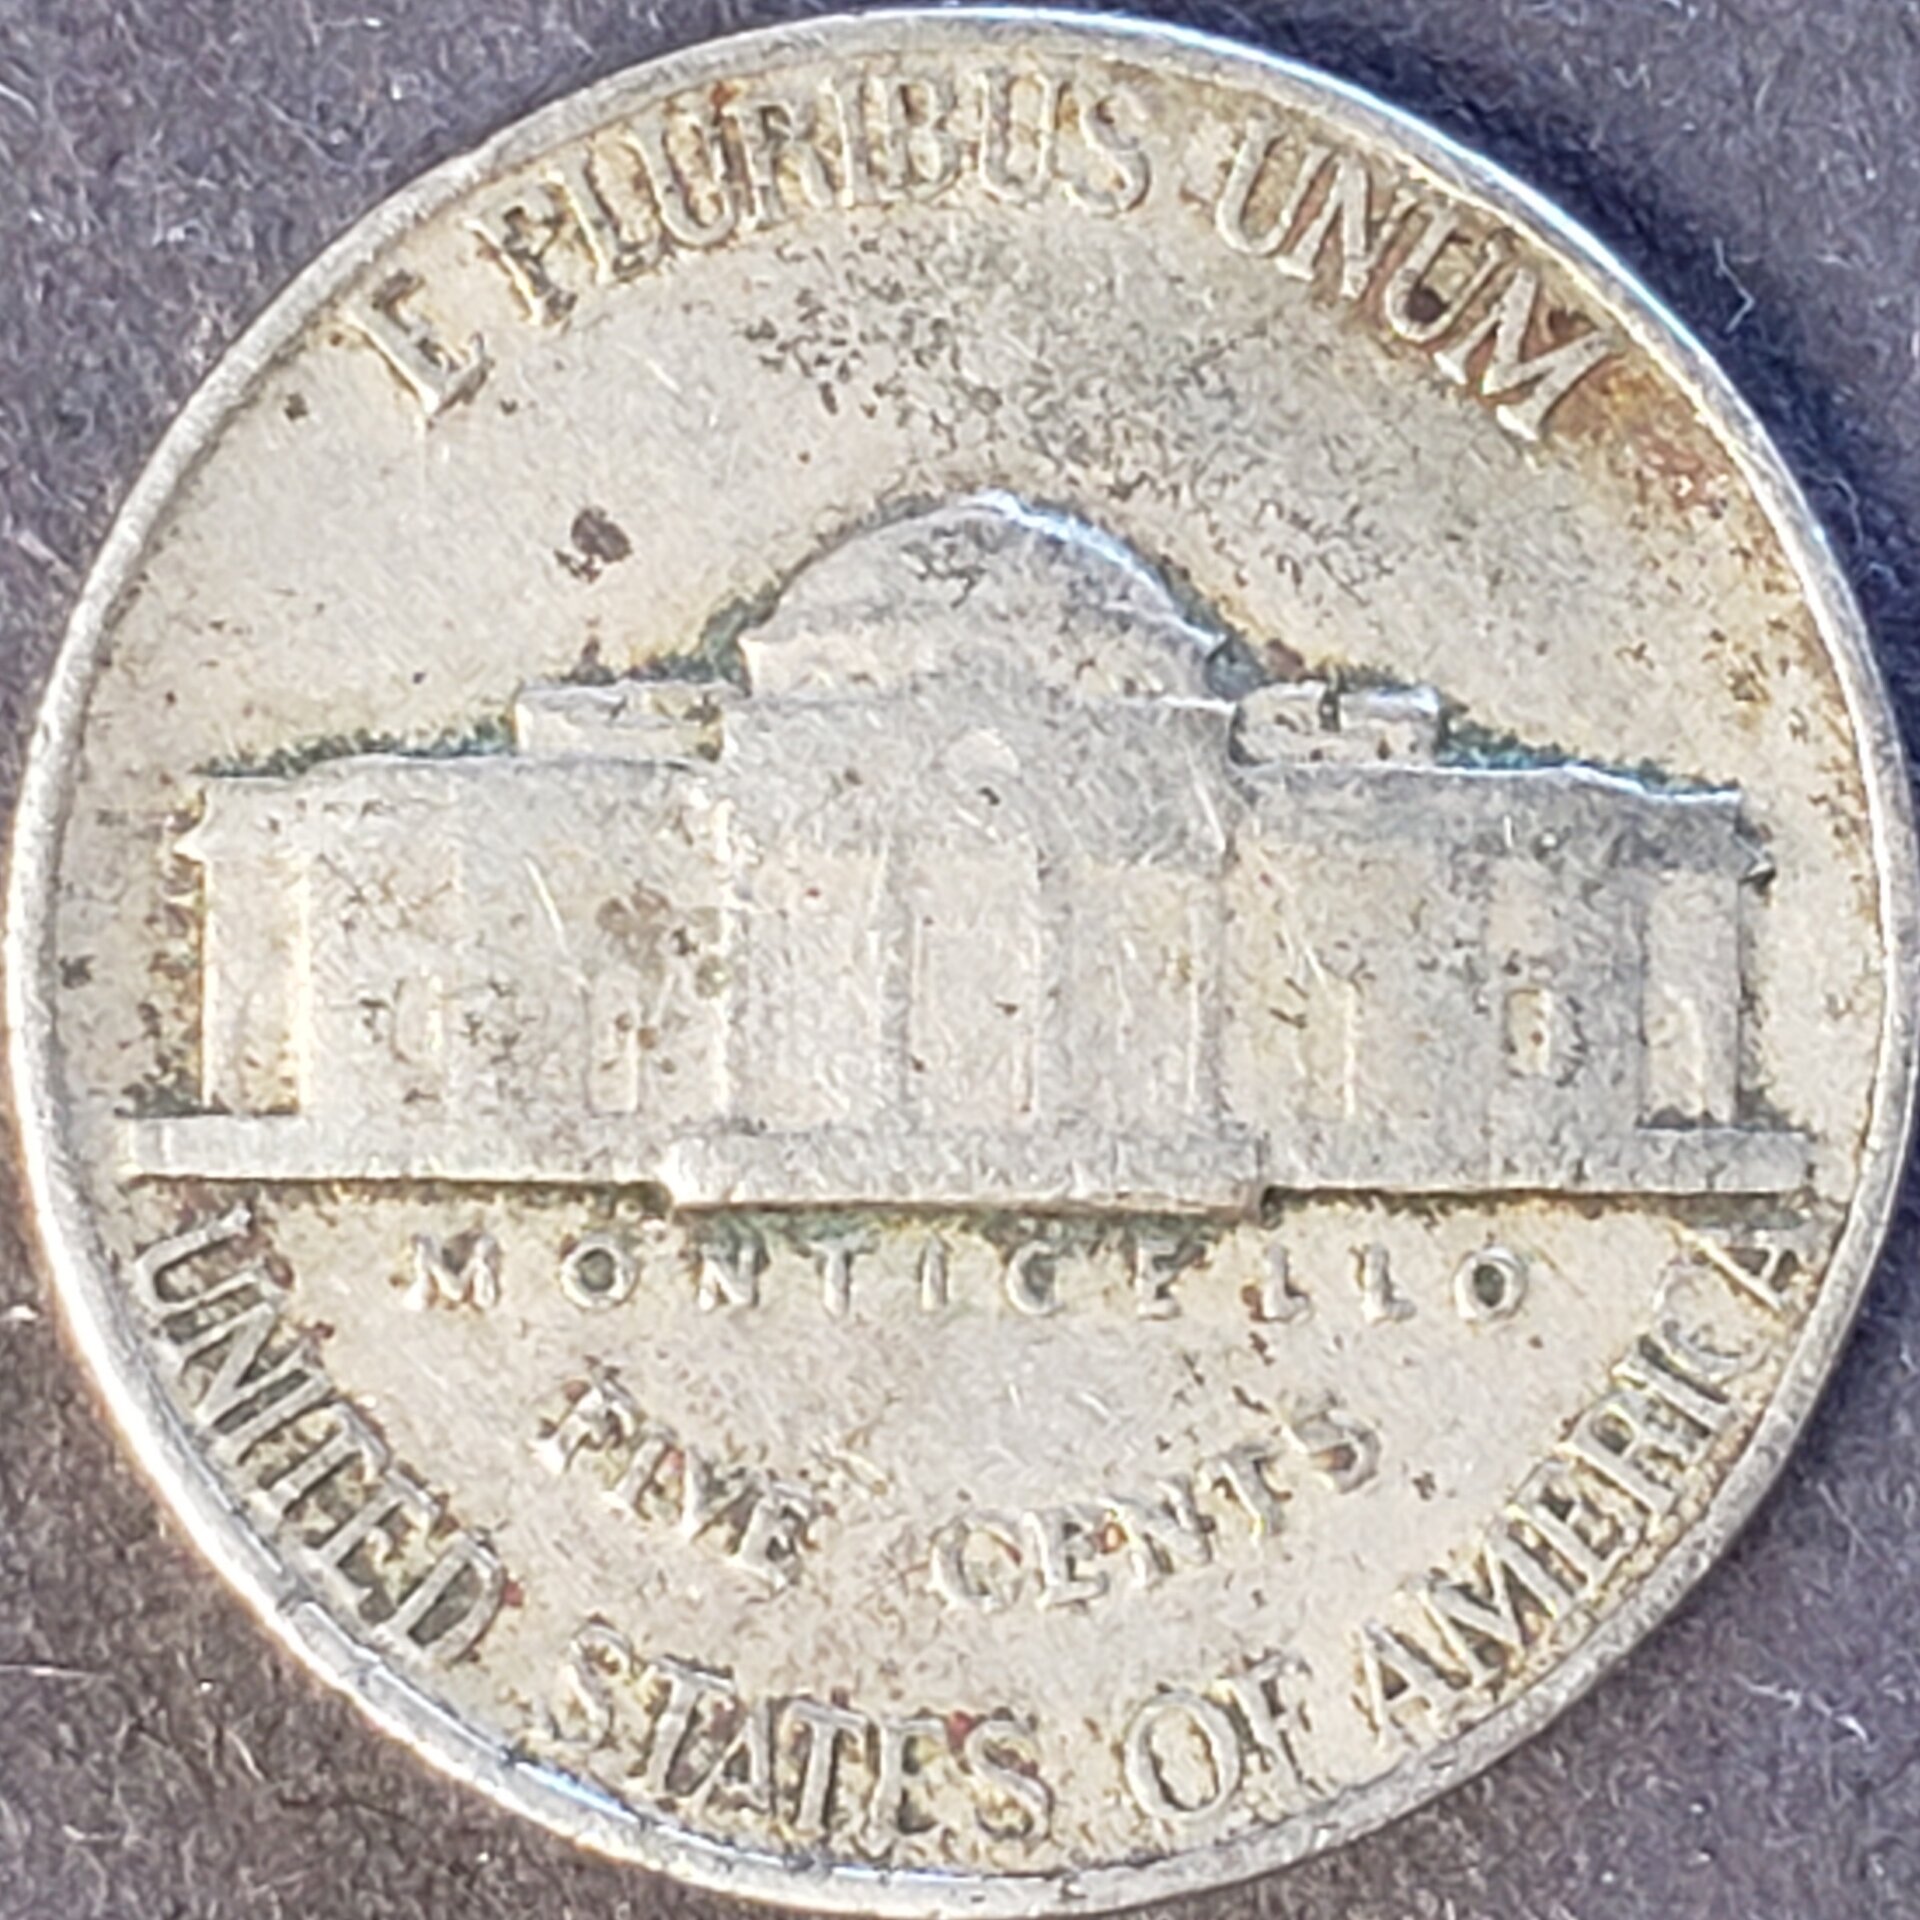 E PLURIBUS UNUM
MONTICELLO
FIVE CENTS
UNITED STATES OF AMERICA